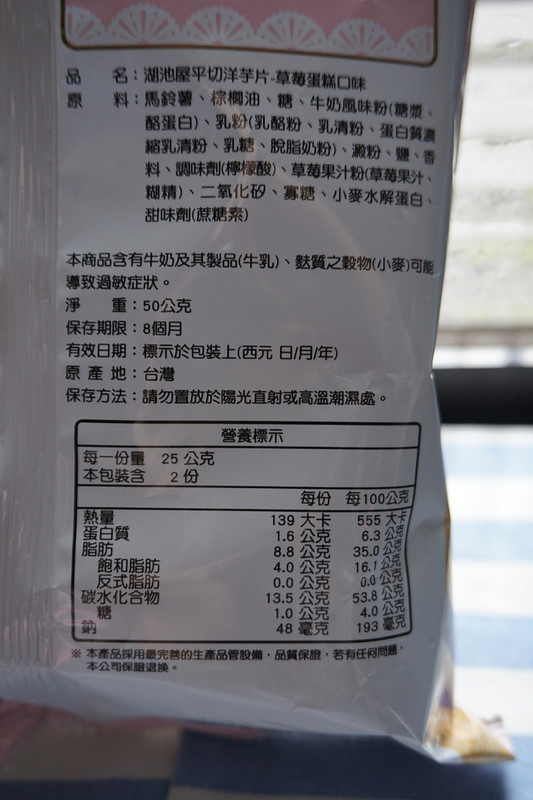 品　名：湖池屋平切洋芋片-草莓蛋糕口味
原　料：馬鈴薯、棕櫚油、糖、牛奶風味粉(糖漿、
酪蛋白)、乳粉(乳酪粉、乳清粉、蛋白質濃
縮乳清粉、乳糖、脫脂奶粉)、澱粉、鹽、香
料、調味劑(檸檬酸)、草莓果汁粉(草莓果汁、
糊精)、二氧化矽、寡糖、小麥水解蛋白、
甜味劑(蔗糖素)
本商品含有牛奶及其製品(牛乳)、麩質之穀物(小麥)可能
導致過敏症狀。
淨　重：50公克
保存期限：8個月
有效日期：標示於包裝上(西元 日/月/年)
原 產 地：台灣
保存方法：請勿置放於陽光直射或高溫潮濕處。
營養標示
每一份量 25 公克
本包裝含 2 份
每份 每100公克
熱量 139 大卡 555 大卡
蛋白質 1.6 公克 6.3 公克
脂肪 8.8 公克 35.0 公克
飽和脂肪 4.0 公克 16.1 公克
反式脂肪 0.0 公克 0.0 公克
碳水化合物 13.5 公克 53.8 公克
糖 1.0 公克 4.0 公克
鈉 48 毫克 193 毫克
※ 本產品採用最完善的生產品管設備，品質保證，若有任何問題，
本公司保證退換。